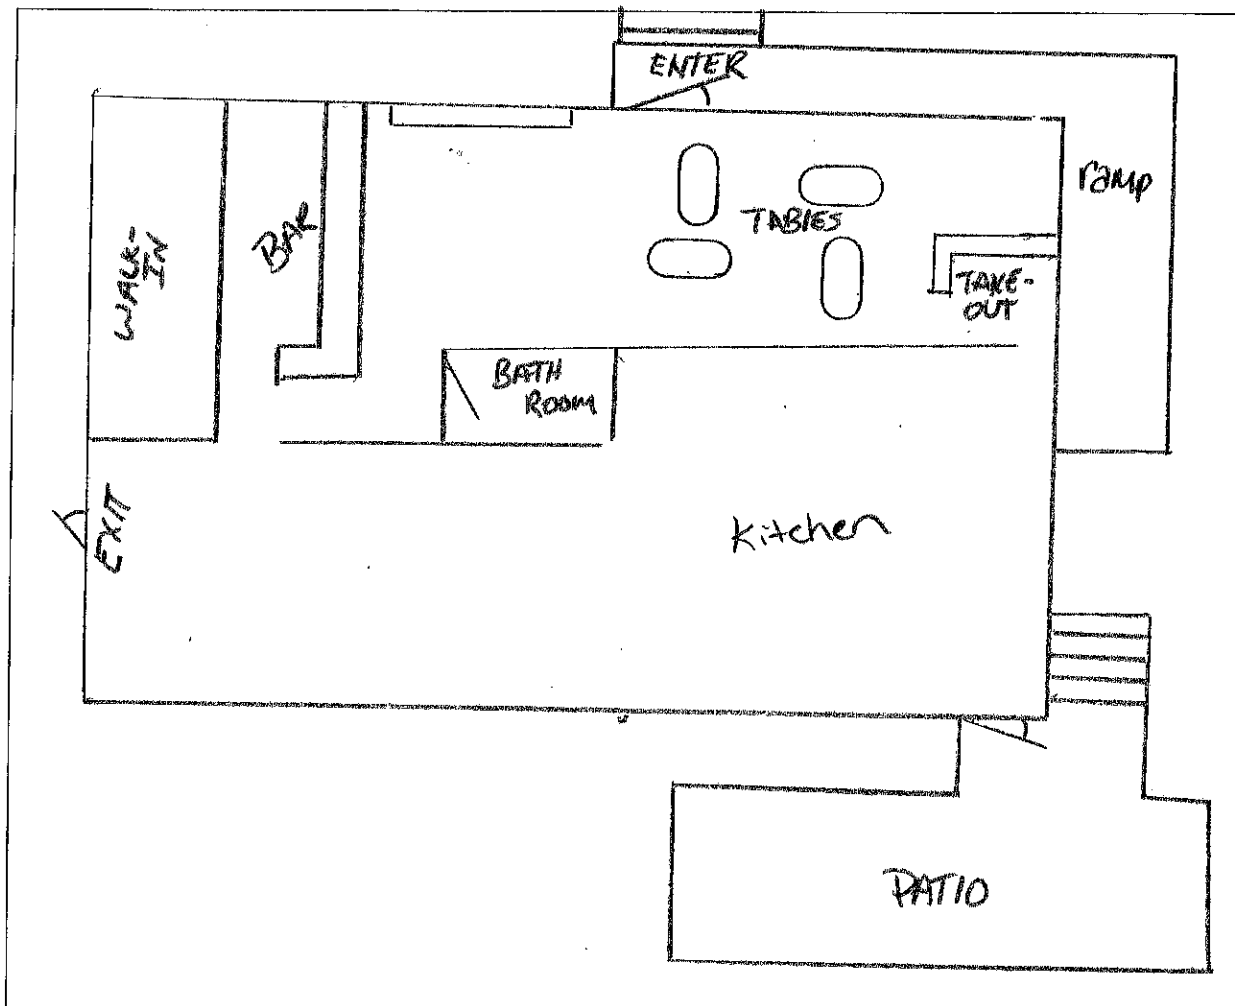 ENTER
ramp
WALK-
IN
BAR
TABLES
TAKE-
OUT
BATH
ROOM
EXIT
Kitchen
PATIO